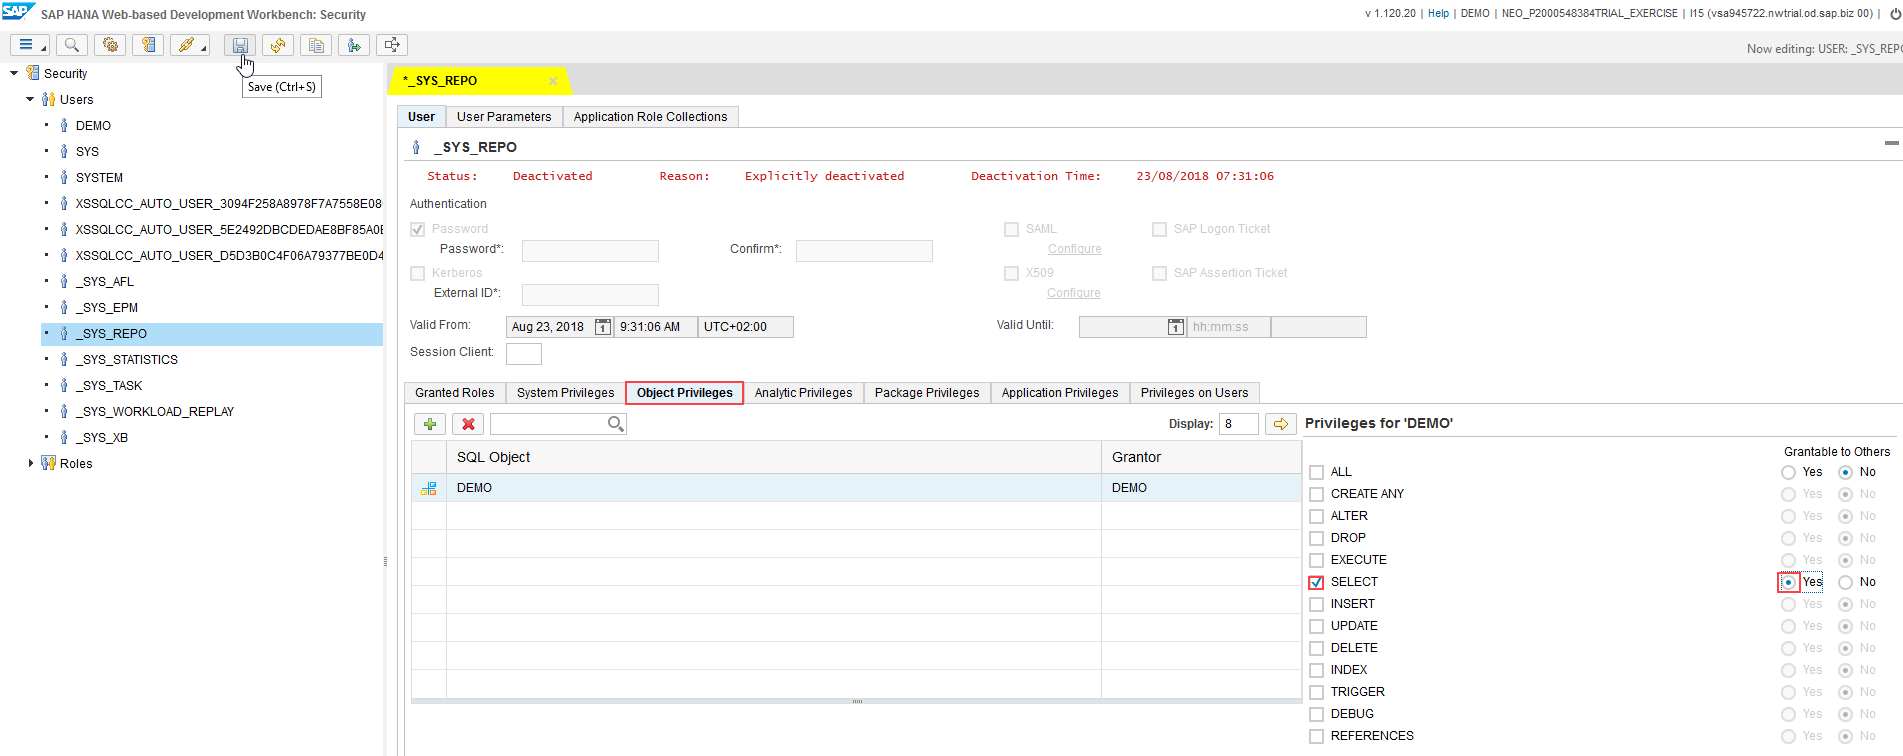 SAP SAP HANA Web-based Development Workbench: Security
v 1.120.20 | Help | DEMO | NEO_P2000548384TRIAL_EXERCISE | I15 (vsa945722.nwtrial.od.sap.biz 00) |
Now editing: USER: _SYS_REPO
Save (Ctrl+S)
Security
Users
DEMO
SYS
SYSTEM
XSSQLCC_AUTO_USER_3094F258A8978F7A7558E08
XSSQLCC_AUTO_USER_5E2492DBCDEDAE8BF85A0E
XSSQLCC_AUTO_USER_D5D3B0C4F06A79377BE0D4
_SYS_AFL
_SYS_EPM
_SYS_REPO
_SYS_STATISTICS
_SYS_TASK
_SYS_WORKLOAD_REPLAY
_SYS_XB
Roles
*_SYS_REPO
User User Parameters Application Role Collections
_SYS_REPO
Status: Deactivated Reason: Explicitly deactivated Deactivation Time: 23/08/2018 07:31:06
Authentication
Password SAML SAP Logon Ticket
Password*: Confirm*: Configure
Kerberos X509 SAP Assertion Ticket
External ID*: Configure
Valid From: Aug 23, 2018 1 9:31:06 AM UTC+02:00 Valid Until: 1 hh:mm:ss
Session Client:
Granted Roles System Privileges Object Privileges Analytic Privileges Package Privileges Application Privileges Privileges on Users
Display: 8
SQL Object Grantor
DEMO DEMO
Privileges for 'DEMO'
Grantable to Others
ALL Yes No
CREATE ANY Yes No
ALTER Yes No
DROP Yes No
EXECUTE Yes No
SELECT Yes No
INSERT Yes No
UPDATE Yes No
DELETE Yes No
INDEX Yes No
TRIGGER Yes No
DEBUG Yes No
REFERENCES Yes No